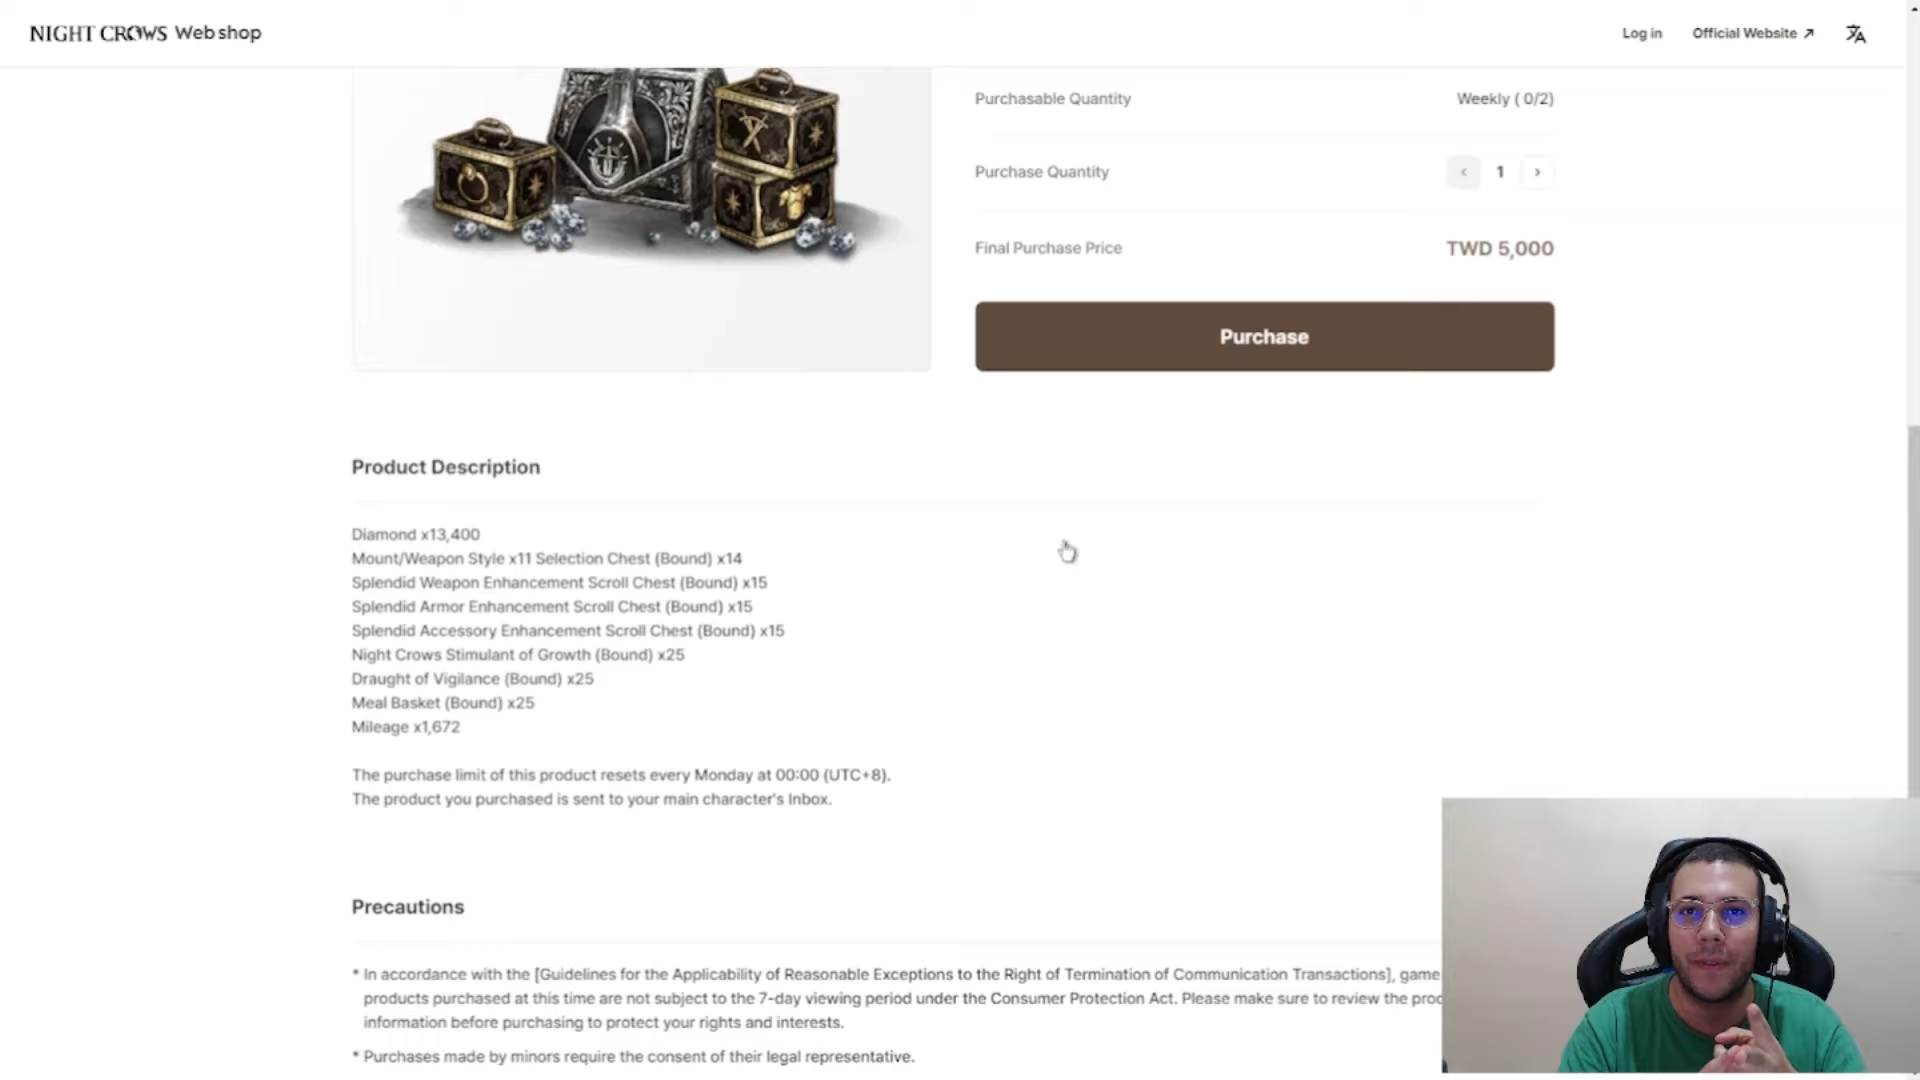 NIGHT CROWS Web shop
Log in
Official Website
Purchasable Quantity
Weekly ( 0/2)
Purchase Quantity
1
Final Purchase Price
TWD 5,000
Purchase
Product Description
Diamond x13,400
Mount/Weapon Style x11 Selection Chest (Bound) x14
Splendid Weapon Enhancement Scroll Chest (Bound) x15
Splendid Armor Enhancement Scroll Chest (Bound) x15
Splendid Accessory Enhancement Scroll Chest (Bound) x15
Night Crows Stimulant of Growth (Bound) x25
Draught of Vigilance (Bound) x25
Meal Basket (Bound) x25
Mileage x1,672
The purchase limit of this product resets every Monday at 00:00 (UTC+8).
The product you purchased is sent to your main character's Inbox.
Precautions
* In accordance with the [Guidelines for the Applicability of Reasonable Exceptions to the Right of Termination of Communication Transactions], game
products purchased at this time are not subject to the 7-day viewing period under the Consumer Protection Act. Please make sure to review the
information before purchasing to protect your rights and interests.
* Purchases made by minors require the consent of their legal representative.